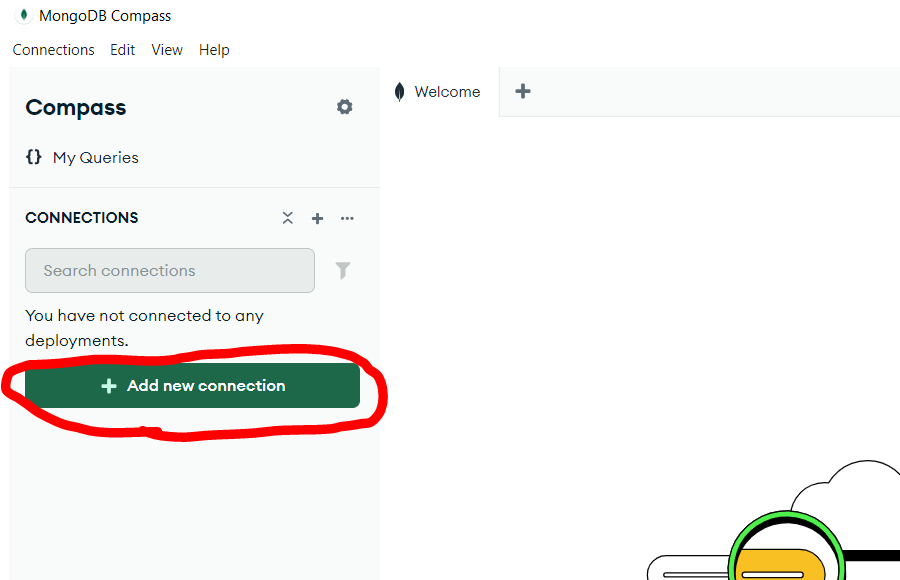 MongoDB Compass
Connections Edit View Help
Compass
Welcome
{} My Queries
CONNECTIONS
Search connections
You have not connected to any
deployments.
Add new connection